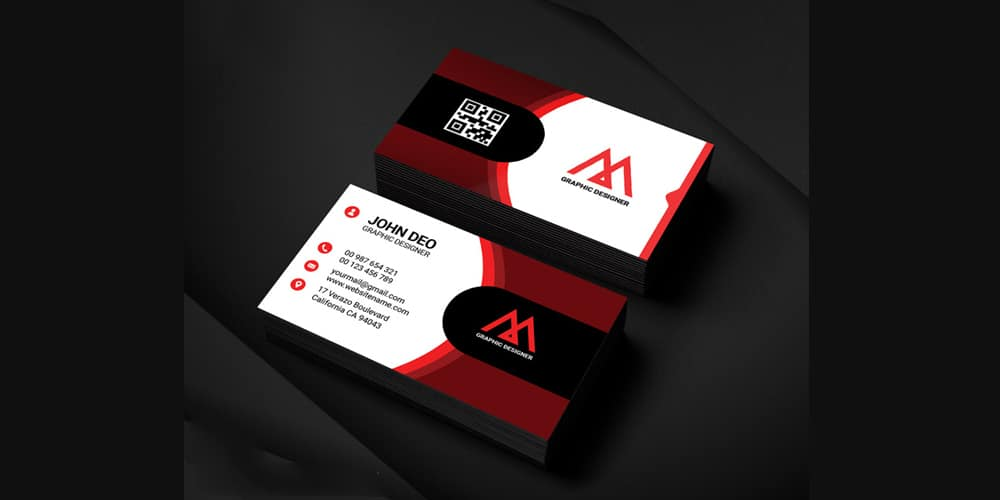 GRAPHIC DESIGNER
JOHN DEO
GRAPHIC DESIGNER
00 987 654 321
00 123 456 789
yourmail@gmail.com
www.websitename.com
17 Verazo Boulevard
California CA 94043
GRAPHIC DESIGNER